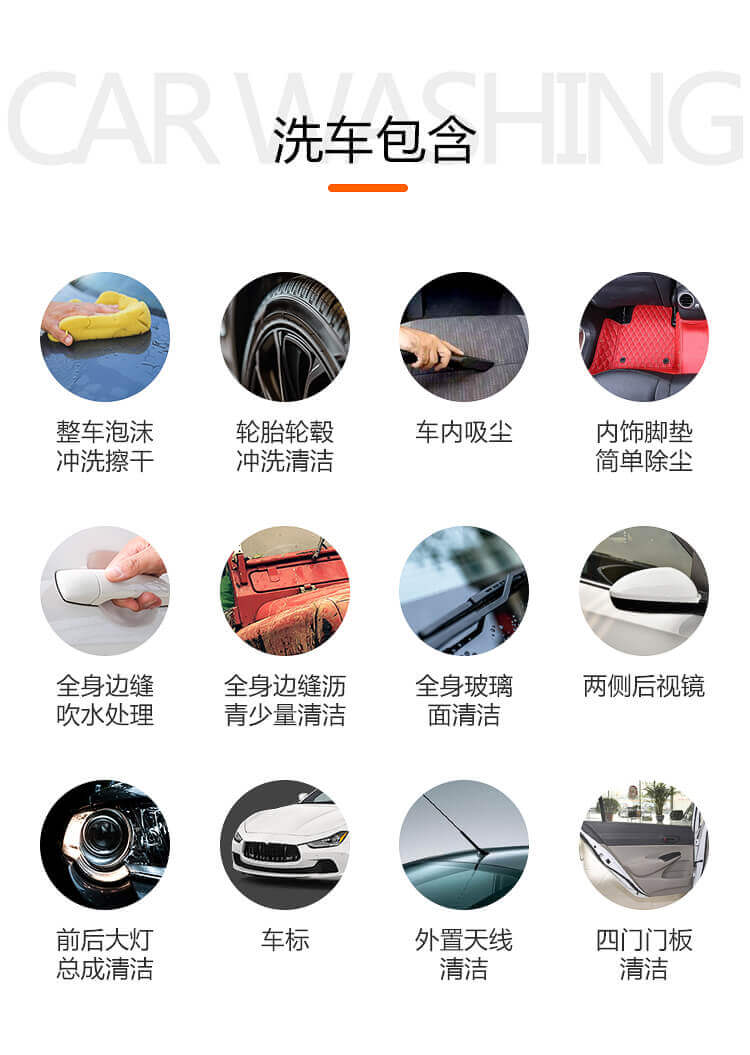 CAR WASHING
洗车包含
整车泡沫
冲洗擦干
轮胎轮毂
冲洗清洁
车内吸尘
内饰脚垫
简单除尘
全身边缝
吹水处理
全身边缝沥
青少量清洁
全身玻璃
面清洁
两侧后视镜
前后大灯
总成清洁
车标
外置天线
清洁
四门门板
清洁